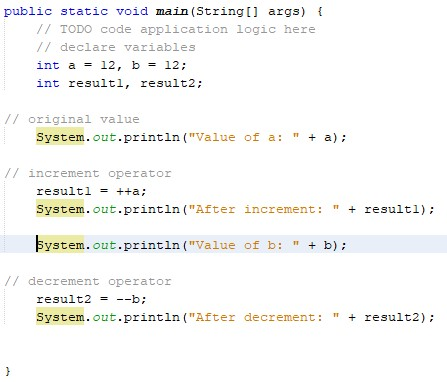 public static void main(String[] args) {
// TODO code application logic here
// declare variables
int a = 12, b = 12;
int result1, result2;
// original value
System.out.println("Value of a: " + a);
// increment operator
result1 = ++a;
System.out.println("After increment: " + result1);
System.out.println("Value of b: " + b);
// decrement operator
result2 = --b;
System.out.println("After decrement: " + result2);
}